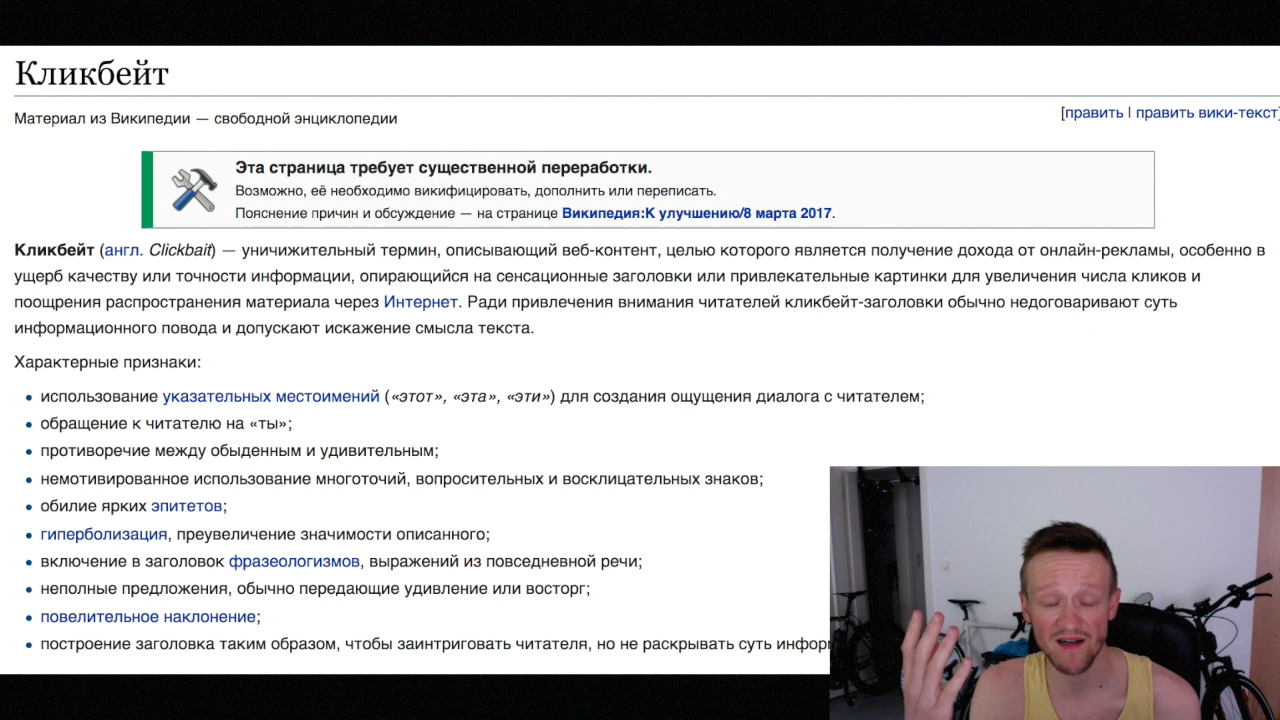 Кликбейт
Материал из Википедии — свободной энциклопедии
[править | править вики-текст]
Эта страница требует существенной переработки.
Возможно, её необходимо викифицировать, дополнить или переписать.
Пояснение причин и обсуждение — на странице Википедия:К улучшению/8 марта 2017.
Кликбейт (англ. Clickbait) — уничижительный термин, описывающий веб-контент, целью которого является получение дохода от онлайн-рекламы, особенно в
ущерб качеству или точности информации, опирающийся на сенсационные заголовки или привлекательные картинки для увеличения числа кликов и
поощрения распространения материала через Интернет. Ради привлечения внимания читателей кликбейт-заголовки обычно недоговаривают суть
информационного повода и допускают искажение смысла текста.
Характерные признаки:
• использование указательных местоимений («этот», «эта», «эти») для создания ощущения диалога с читателем;
• обращение к читателю на «ты»;
• противоречие между обыденным и удивительным;
• немотивированное использование многоточий, вопросительных и восклицательных знаков;
• обилие ярких эпитетов;
• гиперболизация, преувеличение значимости описанного;
• включение в заголовок фразеологизмов, выражений из повседневной речи;
• неполные предложения, обычно передающие удивление или восторг;
• повелительное наклонение;
• построение заголовка таким образом, чтобы заинтриговать читателя, но не раскрывать суть